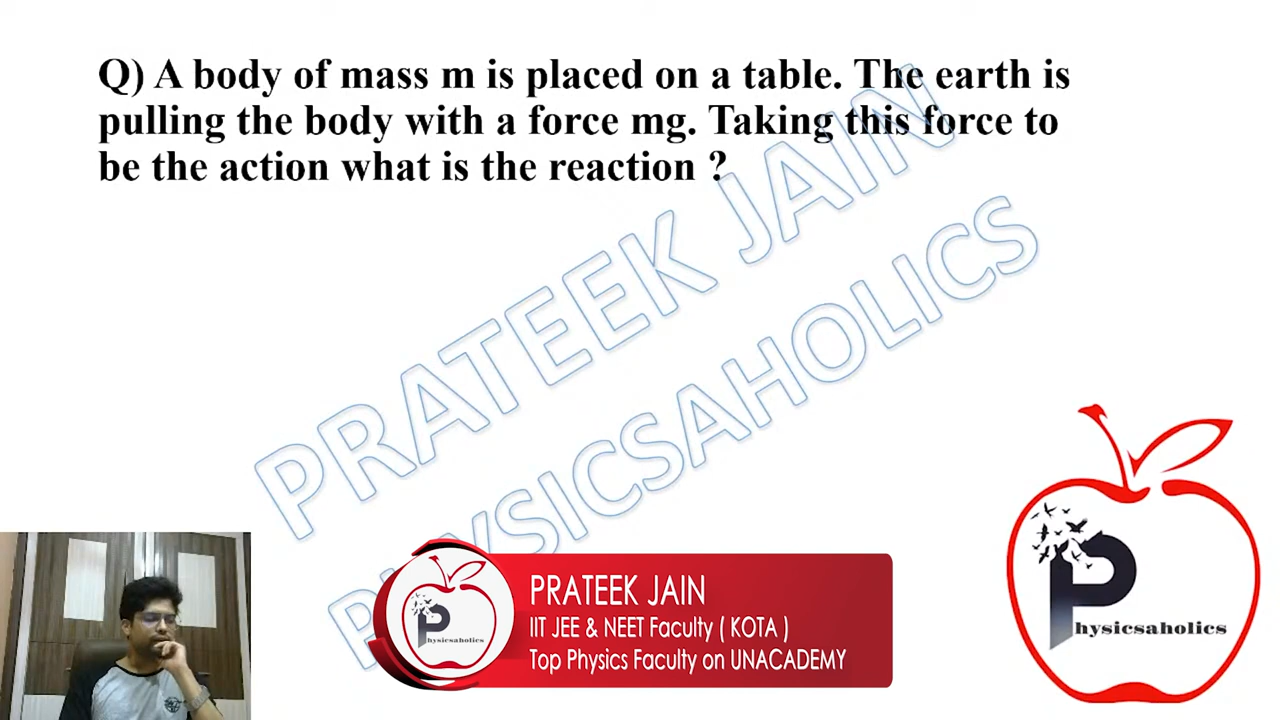 Q) A body of mass m is placed on a table. The earth is
pulling the body with a force mg. Taking this force to
be the action what is the reaction ?
PRATEEK JAIN
PHYSICSAHOLICS
PRATEEK JAIN
IIT JEE & NEET Faculty ( KOTA )
Top Physics Faculty on UNACADEMY
Physicsaholics
Physicsaholics